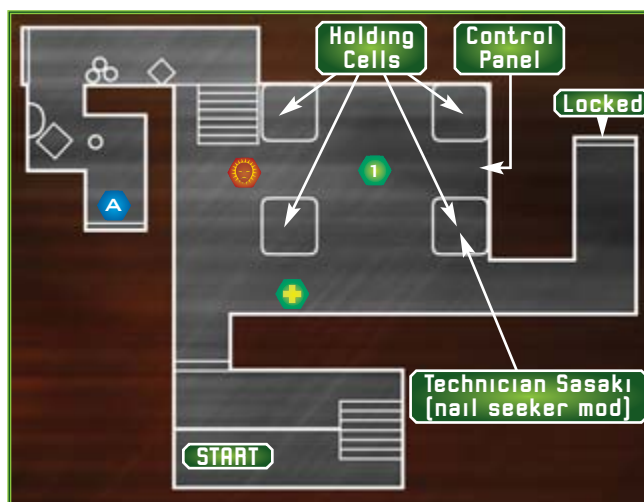 Holding
Cells
Control
Panel
Locked
1
A
Technician Sasaki
(nail seeker mod)
START